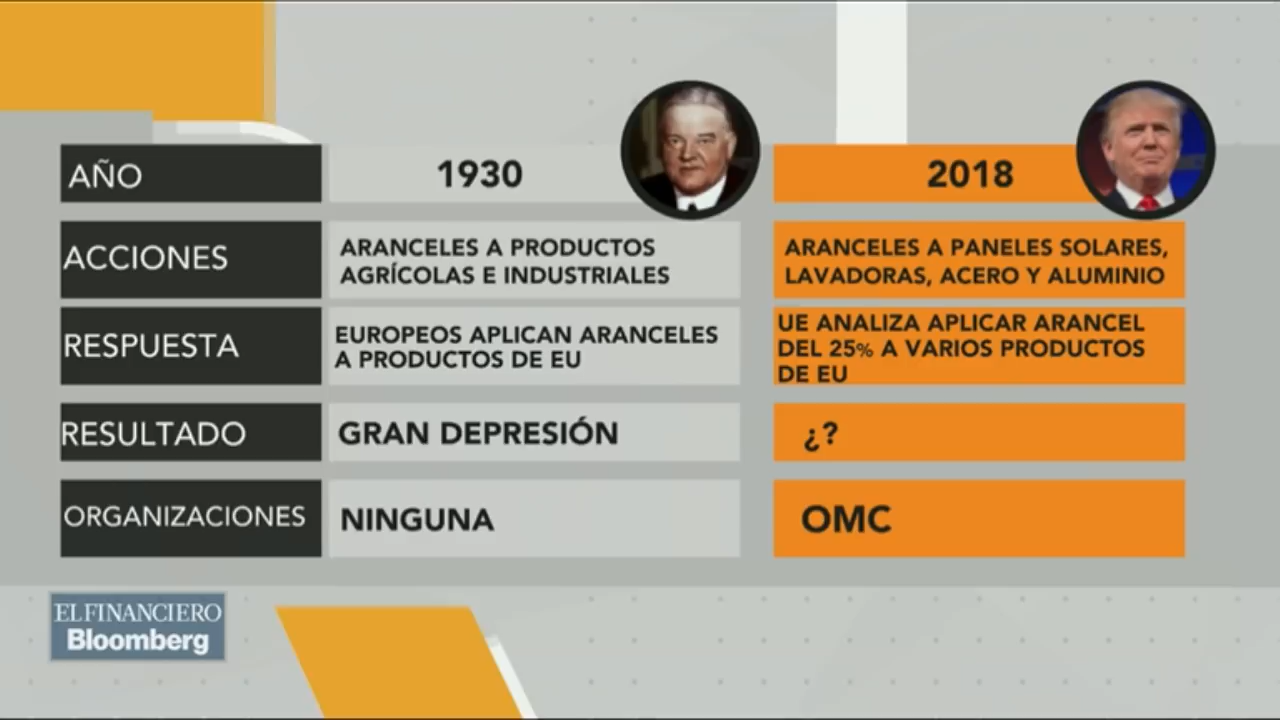 AÑO
1930
2018
ACCIONES
ARANCELES A PRODUCTOS
AGRÍCOLAS E INDUSTRIALES
ARANCELES A PANELES SOLARES,
LAVADORAS, ACERO Y ALUMINIO
RESPUESTA
EUROPEOS APLICAN ARANCELES
A PRODUCTOS DE EU
UE ANALIZA APLICAR ARANCEL
DEL 25% A VARIOS PRODUCTOS
DE EU
RESULTADO
GRAN DEPRESIÓN
¿?
ORGANIZACIONES
NINGUNA
OMC
EL FINANCIERO
Bloomberg